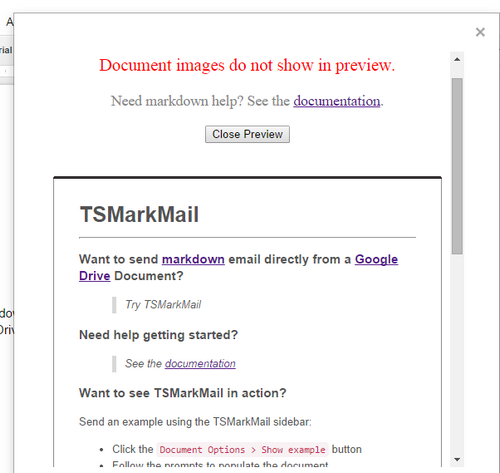 A
×
rial
Document images do not show in preview.
Need markdown help? See the documentation.
Close Preview
TSMarkMail
Want to send markdown email directly from a Google
Drive Document?
Try TSMarkMail
Need help getting started?
See the documentation
Want to see TSMarkMail in action?
Send an example using the TSMarkMail sidebar:
• Click the Document Options > Show example button
• Follow the prompts to populate the document
dow
Driv